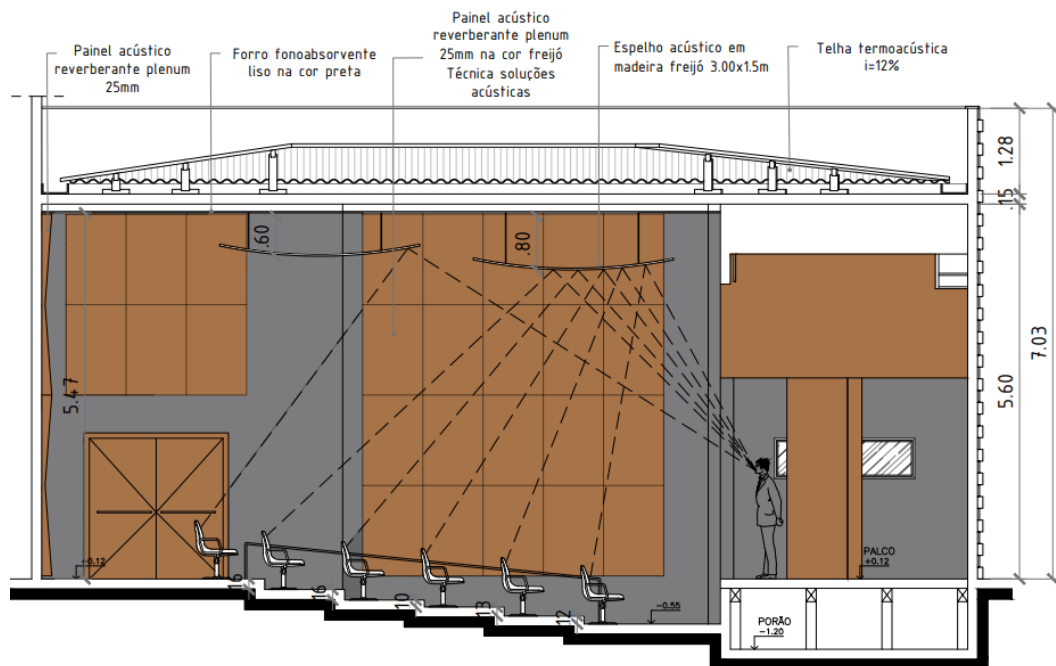 Painel acústico
reverberante plenum
25mm
Forro fonoabsorvente
liso na cor preta
Painel acústico
reverberante plenum
25mm na cor freijó
Técnica soluções
acústicas
Espelho acústico em
madeira freijó 3.00x1.5m
Telha termoacústica
i=12%
1.28
.15
7.03
5.60
.60
.80
5.47
+0.12
PALCO
+0.12
-0.55
PORÃO
-1.20
16
16
10
13
12